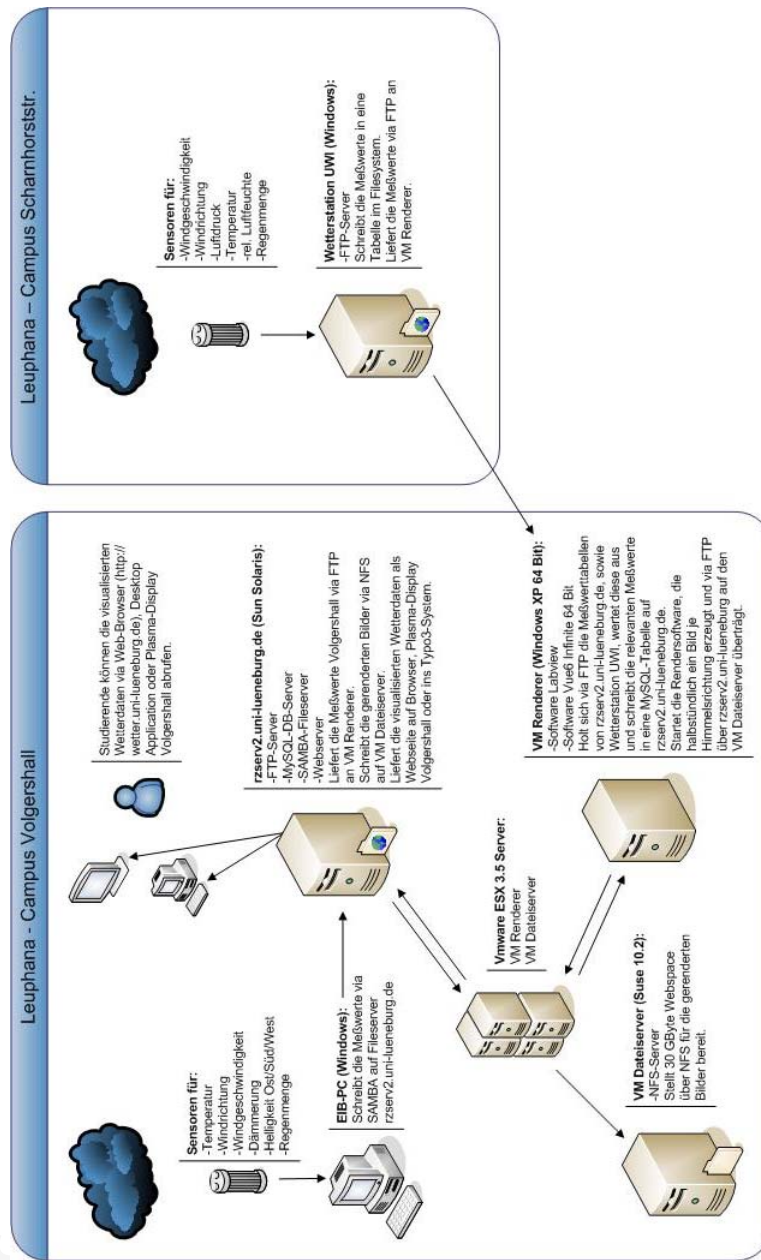 Leuphana - Campus Volgershall
Sensoren für:
-Temperatur
-Windrichtung
-Windgeschwindigkeit
-Dämmerung
-Helligkeit Ost/Süd/West
-Regenmenge
EIB-PC (Windows):
Schreibt die Meßwerte via
SAMBA auf Fileserver
rzserv2.uni-lueneburg.de
Studierende können die visualisierten
Wetterdaten via Web-Browser (http://
wetter.uni-lueneburg.de), Desktop
Application oder Plasma-Display
Volgershall abrufen.
rzserv2.uni-lueneburg.de (Sun Solaris):
-FTP-Server
-MySQL-DB-Server
-SAMBA-Fileserver
-Webserver
Liefert die Meßwerte Volgershall via FTP
an VM Renderer.
Schreibt die gerenderten Bilder via NFS
auf VM Dateiserver.
Liefert die visualisierten Wetterdaten als
Webseite auf Browser, Plasma-Display
Volgershall oder ins Typo3-System.
Vmware ESX 3.5 Server:
VM Renderer
VM Dateiserver
VM Dateiserver (Suse 10.2):
-NFS-Server
Stellt 30 GByte Webspace
über NFS für die gerenderten
Bilder bereit.
VM Renderer (Windows XP 64 Bit):
-Software Labview
-Software Vue6 Infinite 64 Bit
Holt sich via FTP die Meßwerttabellen
von rzserv2.uni-lueneburg.de, sowie
Wetterstation UWI, wertet diese aus
und schreibt die relevanten Meßwerte
in eine MySQL-Tabelle auf
rzserv2.uni-lueneburg.de.
Startet die Rendersoftware, die
halbstündlich ein Bild je
Himmelsrichtung erzeugt und via FTP
über rzserv2.uni-lueneburg auf den
VM Dateiserver überträgt.
Leuphana – Campus Scharnhorststr.
Sensoren für:
-Windgeschwindigkeit
-Windrichtung
-Luftdruck
-Temperatur
-rel. Luftfeuchte
-Regenmenge
Wetterstation UWI (Windows):
-FTP-Server
Schreibt die Meßwerte in eine
Tabelle im Filesystem.
Liefert die Meßwerte via FTP an
VM Renderer.